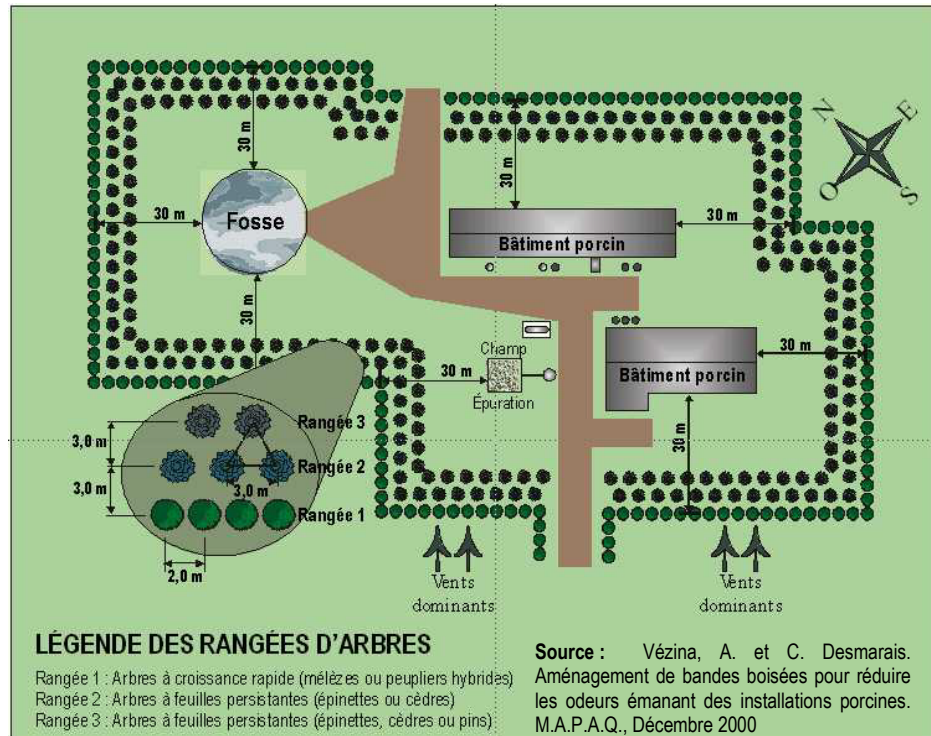 N
E
O
S
30 m
30 m
30 m
Fosse
30 m
Bâtiment porcin
30 m
Champ
30 m
Épuration
30 m
Bâtiment porcin
30 m
3,0 m
Rangée 3
Rangée 2
3,0 m
3,0 m
Rangée 1
2,0 m
Vents
dominants
Vents
dominants
LÉGENDE DES RANGÉES D'ARBRES
Rangée 1 : Arbres à croissance rapide (mélèzes ou peupliers hybrides)
Rangée 2 : Arbres à feuilles persistantes (épinettes ou cèdres)
Rangée 3 : Arbres à feuilles persistantes (épinettes, cèdres ou pins)
Source : Vézina, A. et C. Desmarais.
Aménagement de bandes boisées pour réduire
les odeurs émanant des installations porcines.
M.A.P.A.Q., Décembre 2000